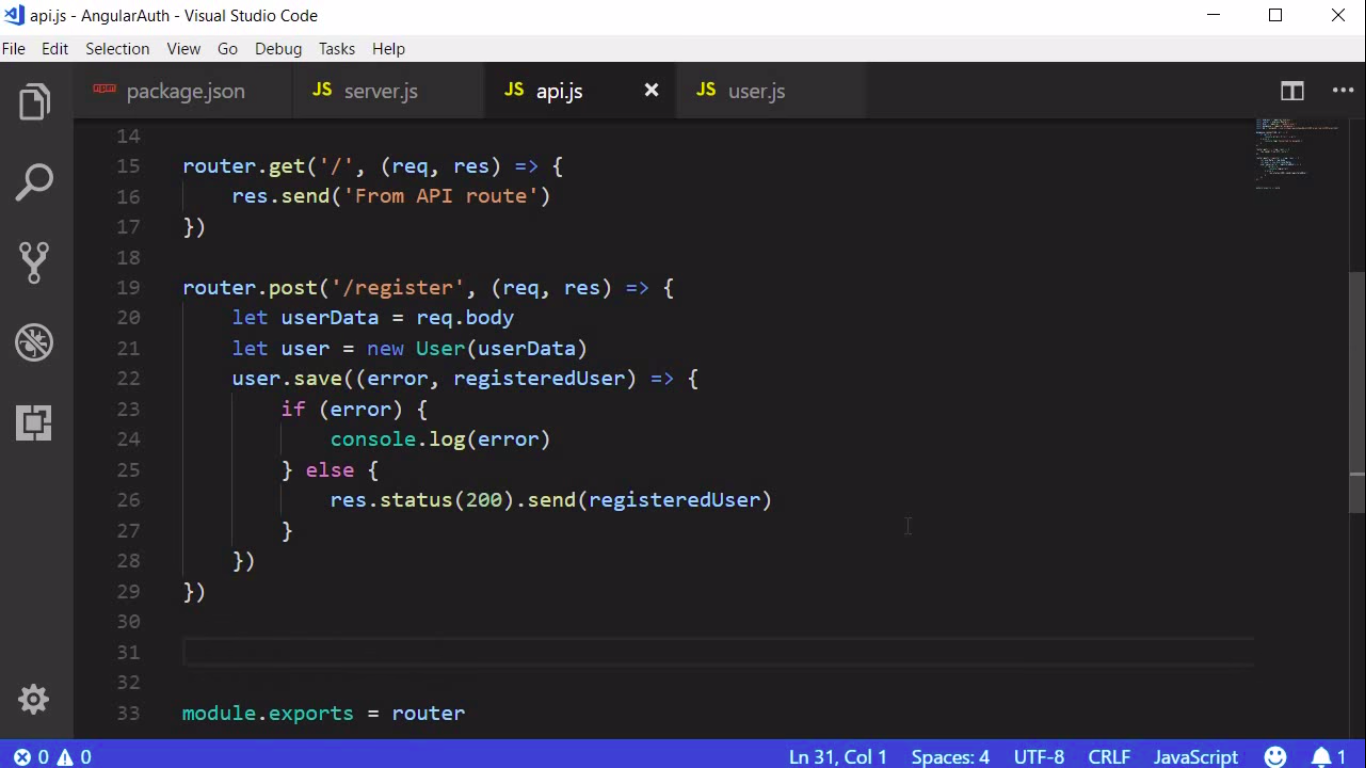 api.js - AngularAuth - Visual Studio Code
File Edit Selection View Go Debug Tasks Help
npm package.json JS server.js JS api.js JS user.js
14
15 router.get('/', (req, res) => {
16     res.send('From API route')
17 })
18
19 router.post('/register', (req, res) => {
20     let userData = req.body
21     let user = new User(userData)
22     user.save((error, registeredUser) => {
23         if (error) {
24             console.log(error)
25         } else {
26             res.status(200).send(registeredUser)
27         }
28     })
29 })
30
31
32
33 module.exports = router
0 0 Ln 31, Col 1 Spaces: 4 UTF-8 CRLF JavaScript 1